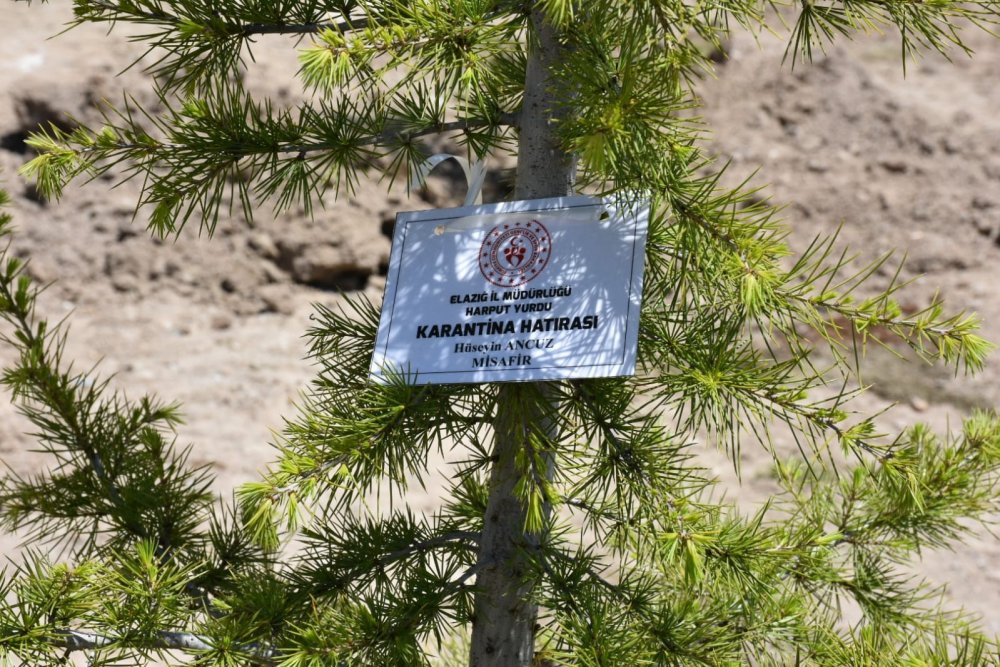 ELAZIĞ İL MÜDÜRLÜĞÜ
HARPUT YURDU
KARANTİNA HATIRASI
Hüseyin ANCUZ
MİSAFİR